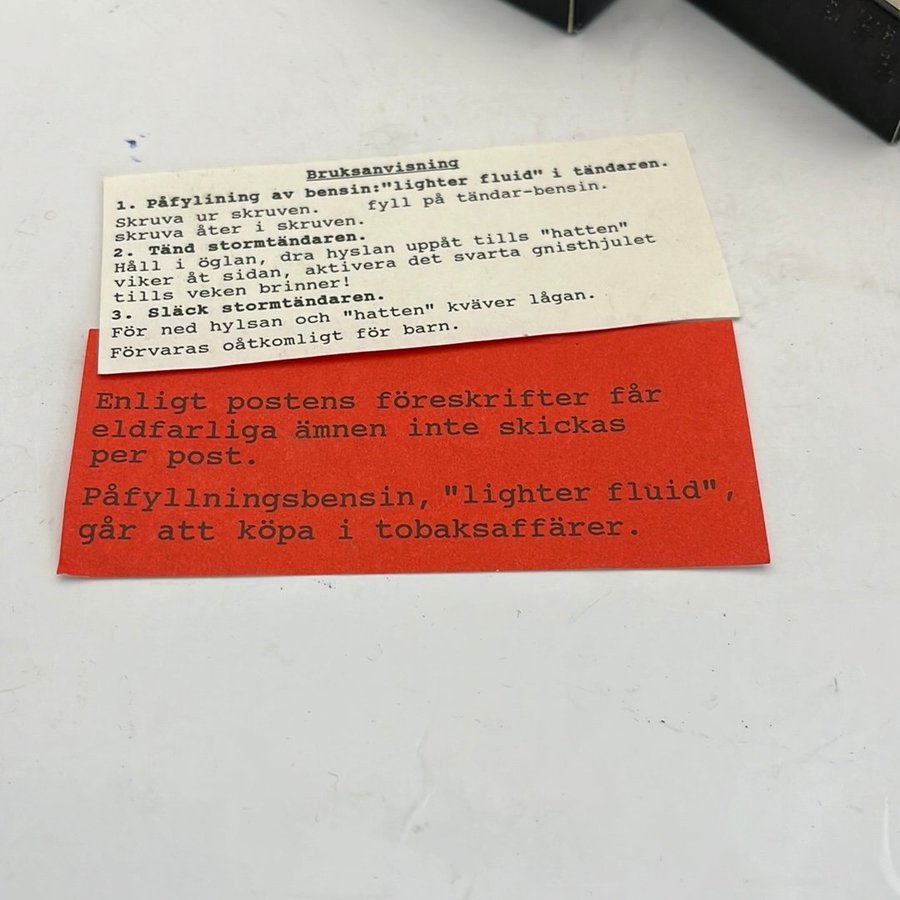 Bruksanvisning
1. Påfylining av bensin:"lighter fluid" i tändaren.
Skruva ur skruven. fyll på tändar-bensin.
skruva åter i skruven.
2. Tänd stormtändaren.
Håll i öglan, dra hyslan uppåt tills "hatten"
viker åt sidan, aktivera det svarta gnisthjulet
tills veken brinner!
3. Släck stormtändaren.
För ned hylsan och "hatten" kväver lågan.
Förvaras oåtkomligt för barn.
Enligt postens föreskrifter får
eldfarliga ämnen inte skickas
per post.
Påfyllningsbensin, "lighter fluid",
går att köpa i tobaksaffärer.